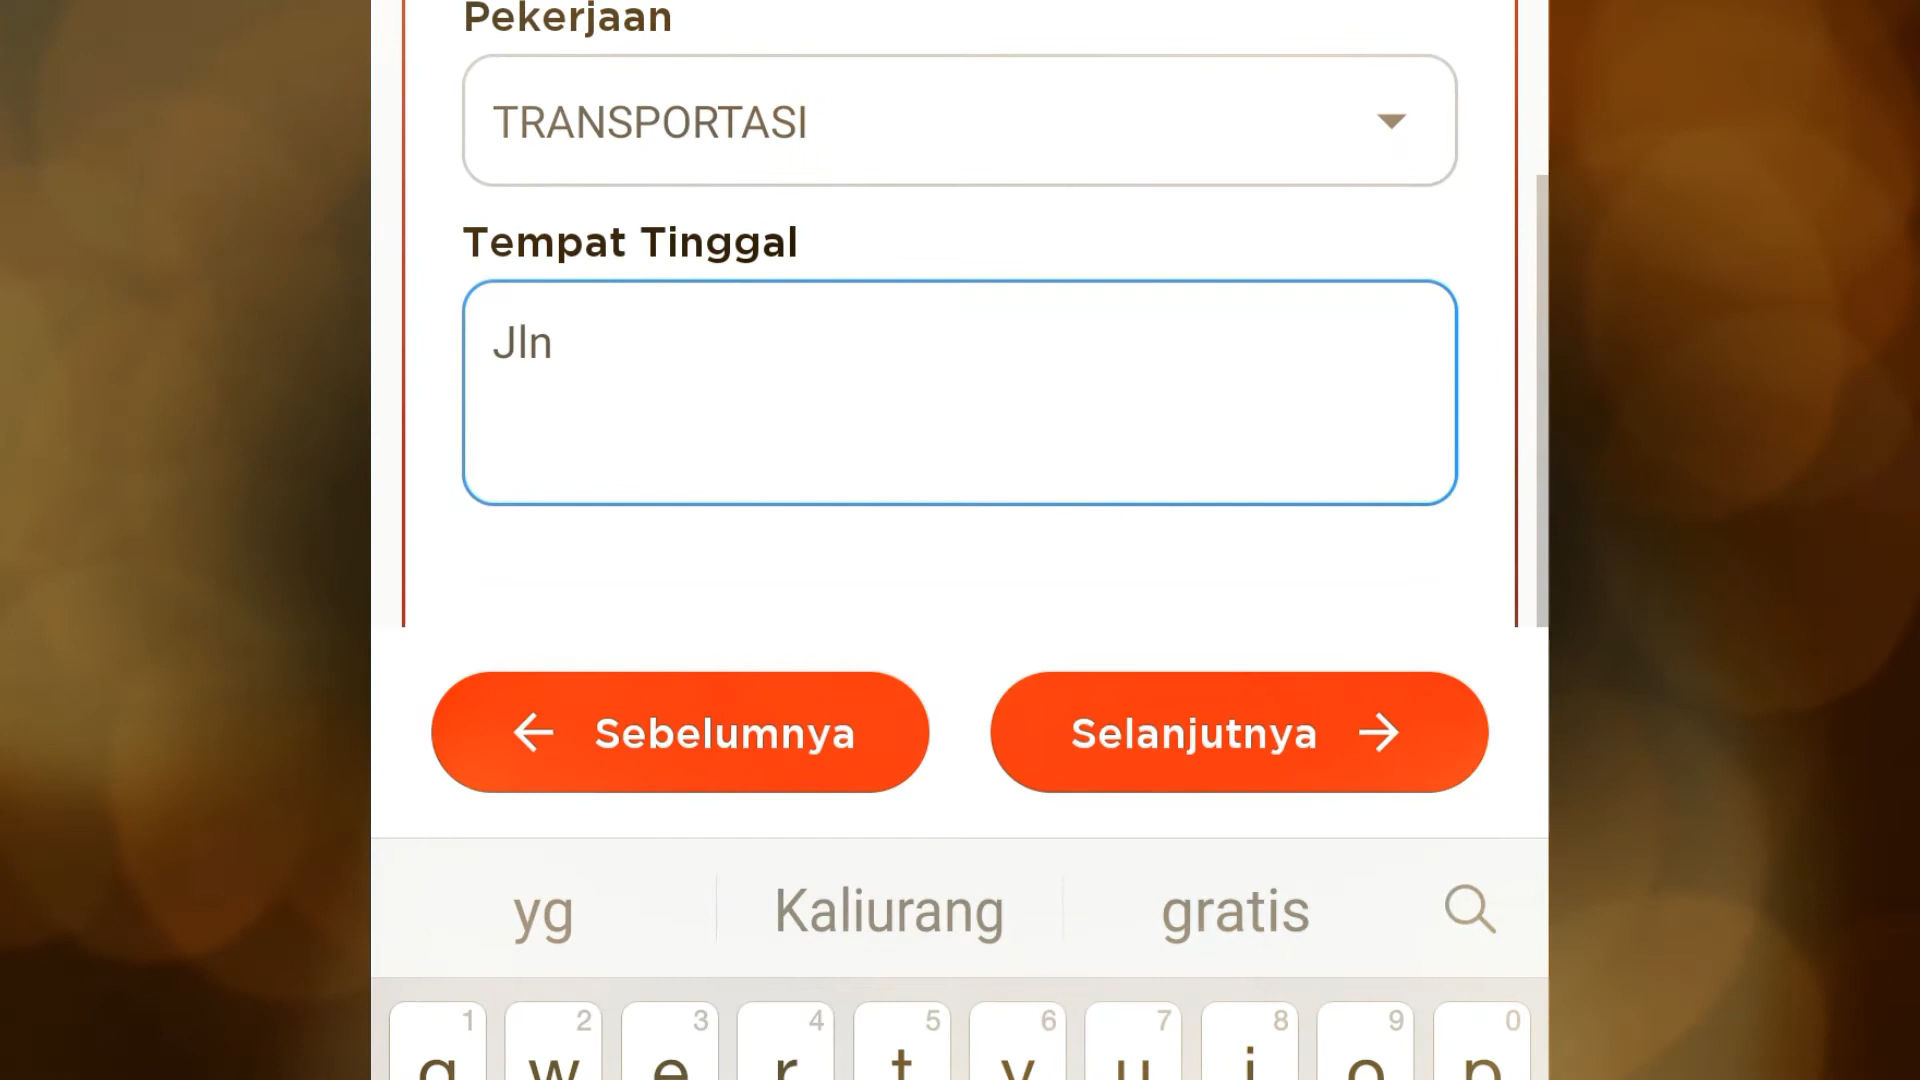 Pekerjaan
TRANSPORTASI
Tempat Tinggal
Jln
Sebelumnya
Selanjutnya
yg Kaliurang gratis
1 2 3 4 5 6 7 8 9 0
q w e r t y u i o p